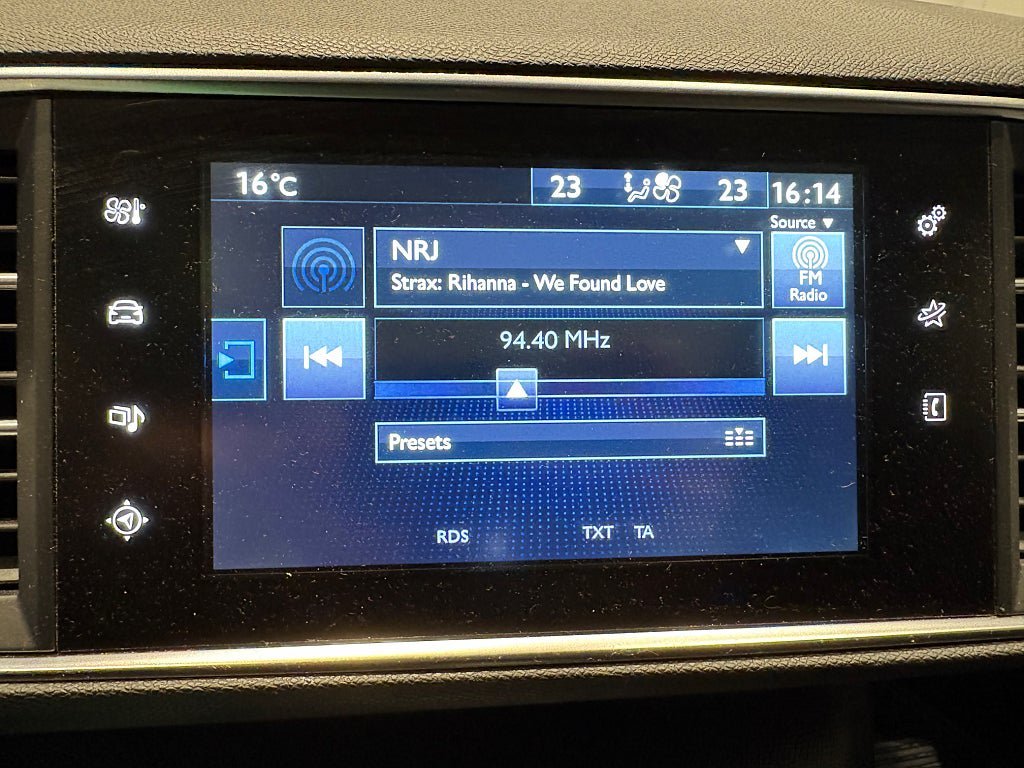 16°C
23
23
16:14
Source ▼
NRJ
Strax: Rihanna - We Found Love
FM
Radio
94.40 MHz
Presets
RDS
TXT
TA